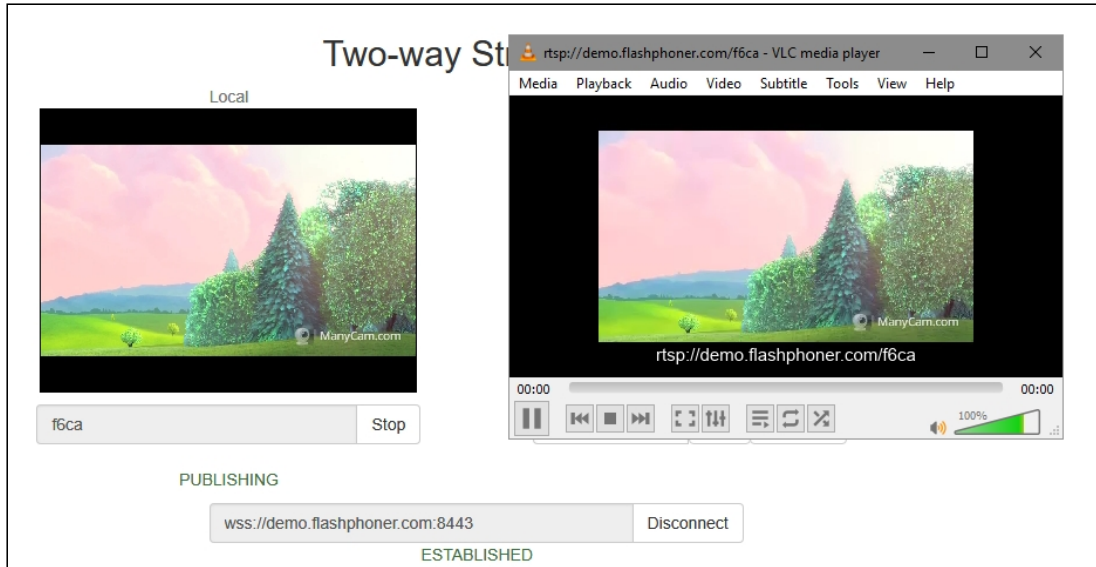 Two-way St
Local
ManyCam.com
f6ca
Stop
PUBLISHING
wss://demo.flashphoner.com:8443
Disconnect
ESTABLISHED
rtsp://demo.flashphoner.com/f6ca - VLC media player
Media Playback Audio Video Subtitle Tools View Help
ManyCam.com
rtsp://demo.flashphoner.com/f6ca
00:00
00:00
100%